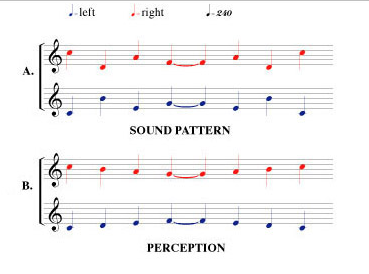 left right 240
A.
SOUND PATTERN
B.
PERCEPTION